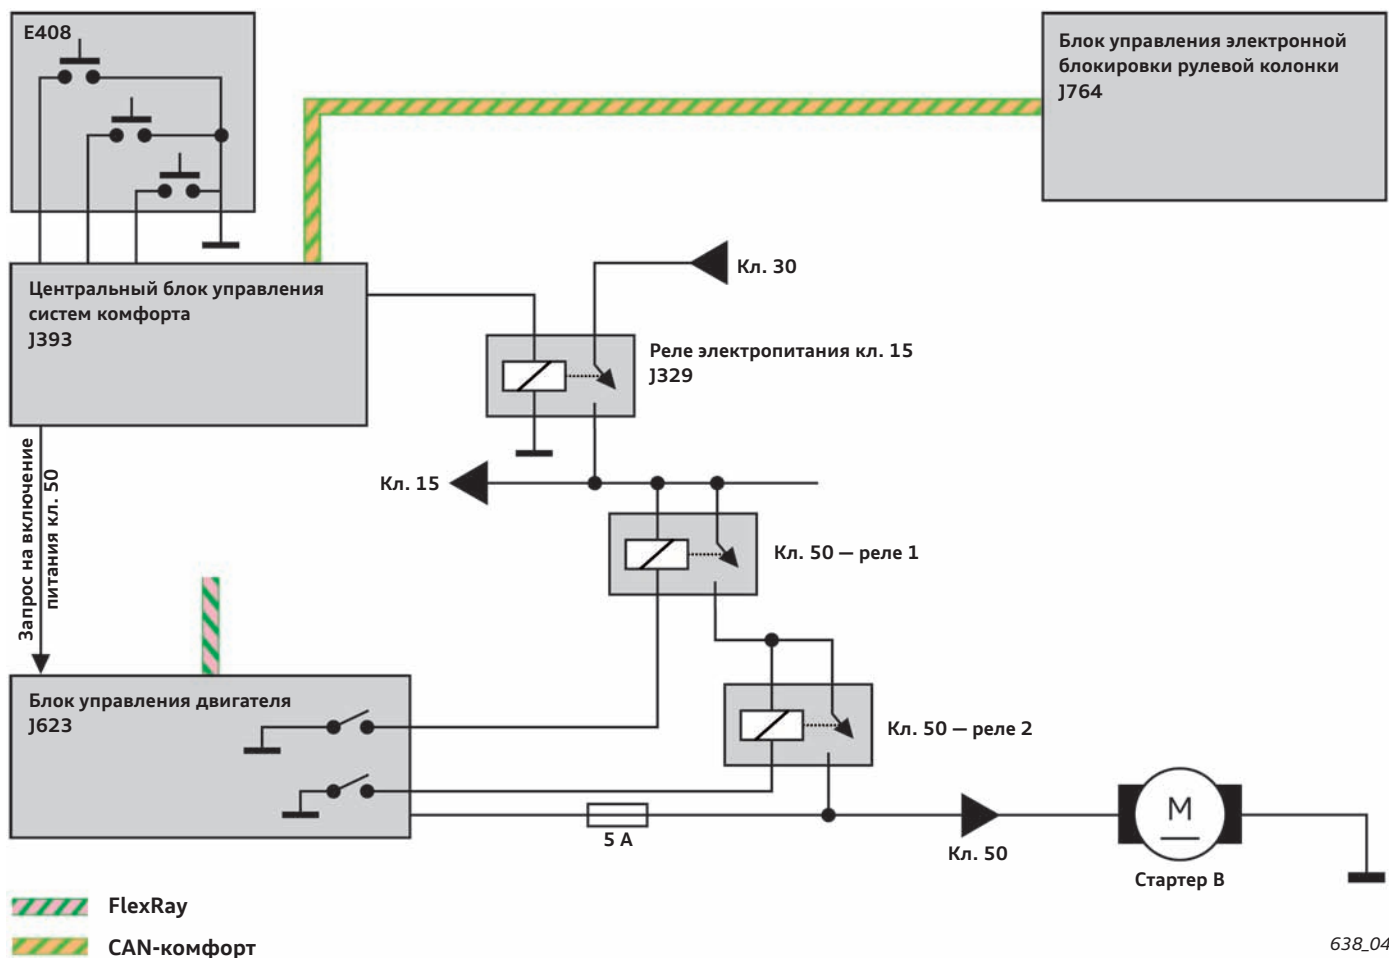 E408
Блок управления электронной
блокировки рулевой колонки
J764
Кл. 30
Центральный блок управления
систем комфорта
J393
Реле электропитания кл. 15
J329
Запрос на включение
питания кл. 50
Кл. 15
Кл. 50 — реле 1
Блок управления двигателя
J623
Кл. 50 — реле 2
5 A
Кл. 50
M
Стартер B
FlexRay
CAN-комфорт
638_04